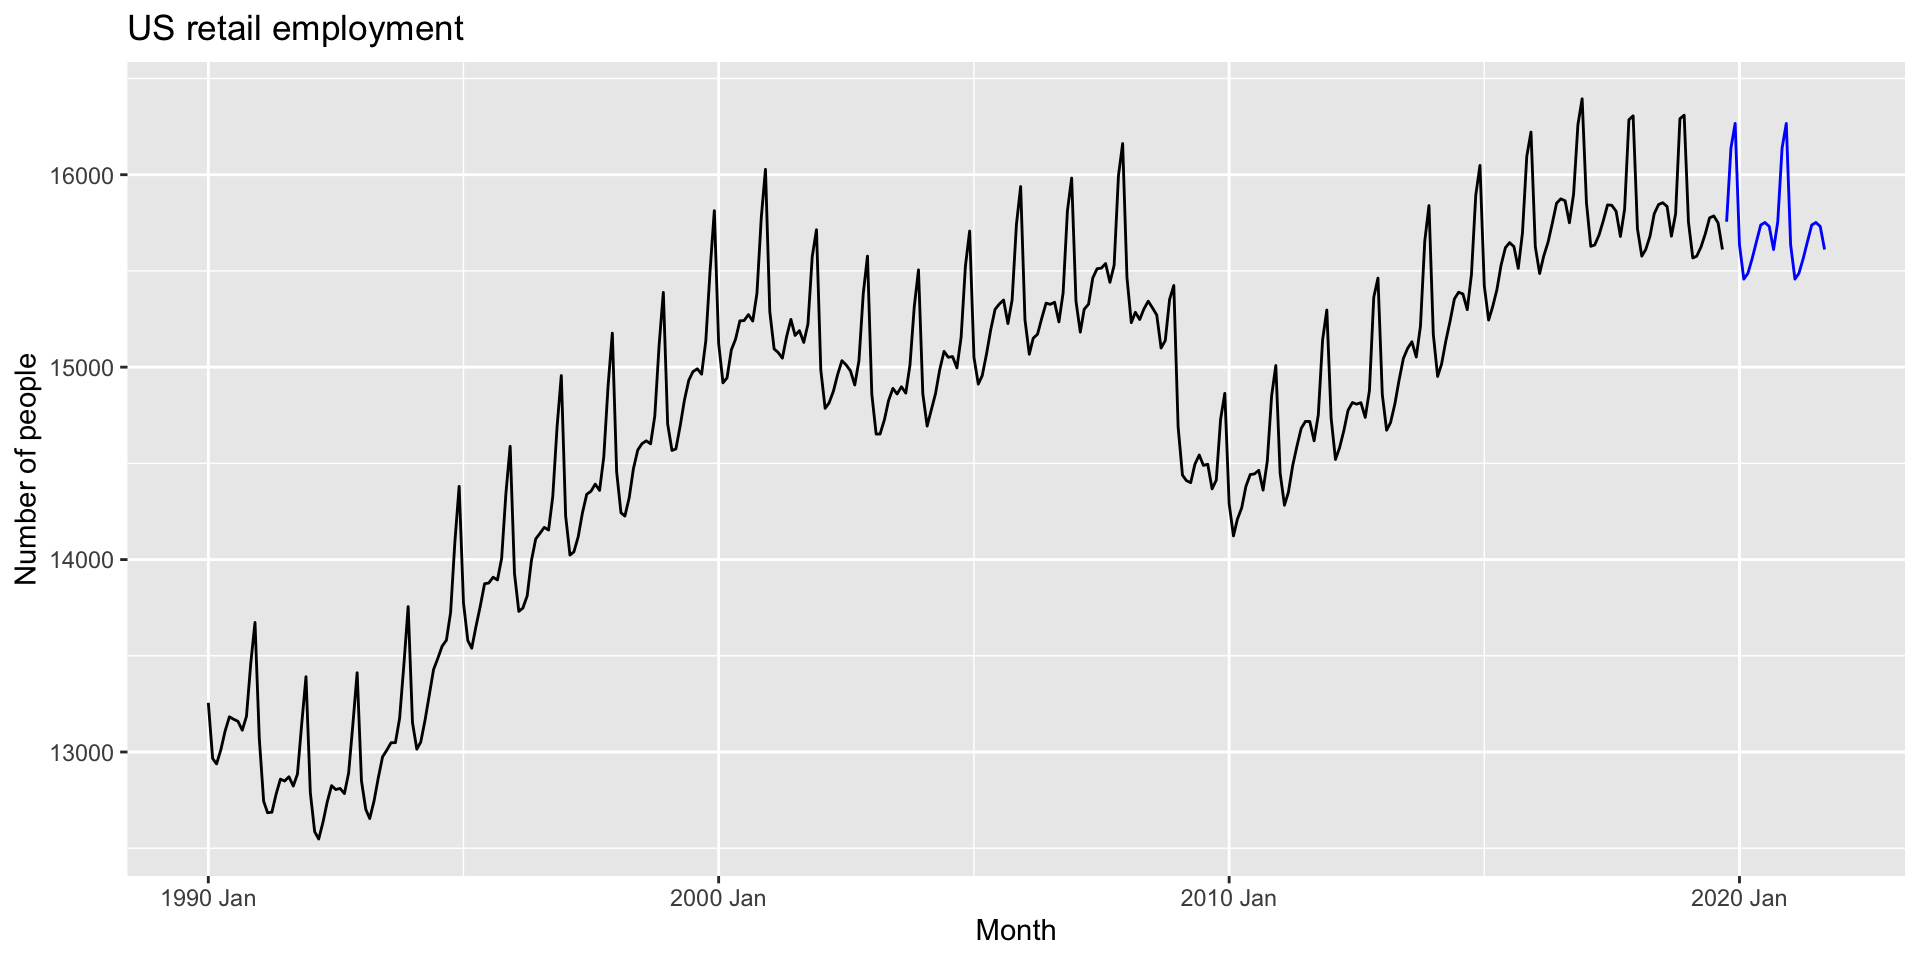 US retail employment
Number of people
16000
15000
14000
13000
1990 Jan
2000 Jan
2010 Jan
2020 Jan
Month